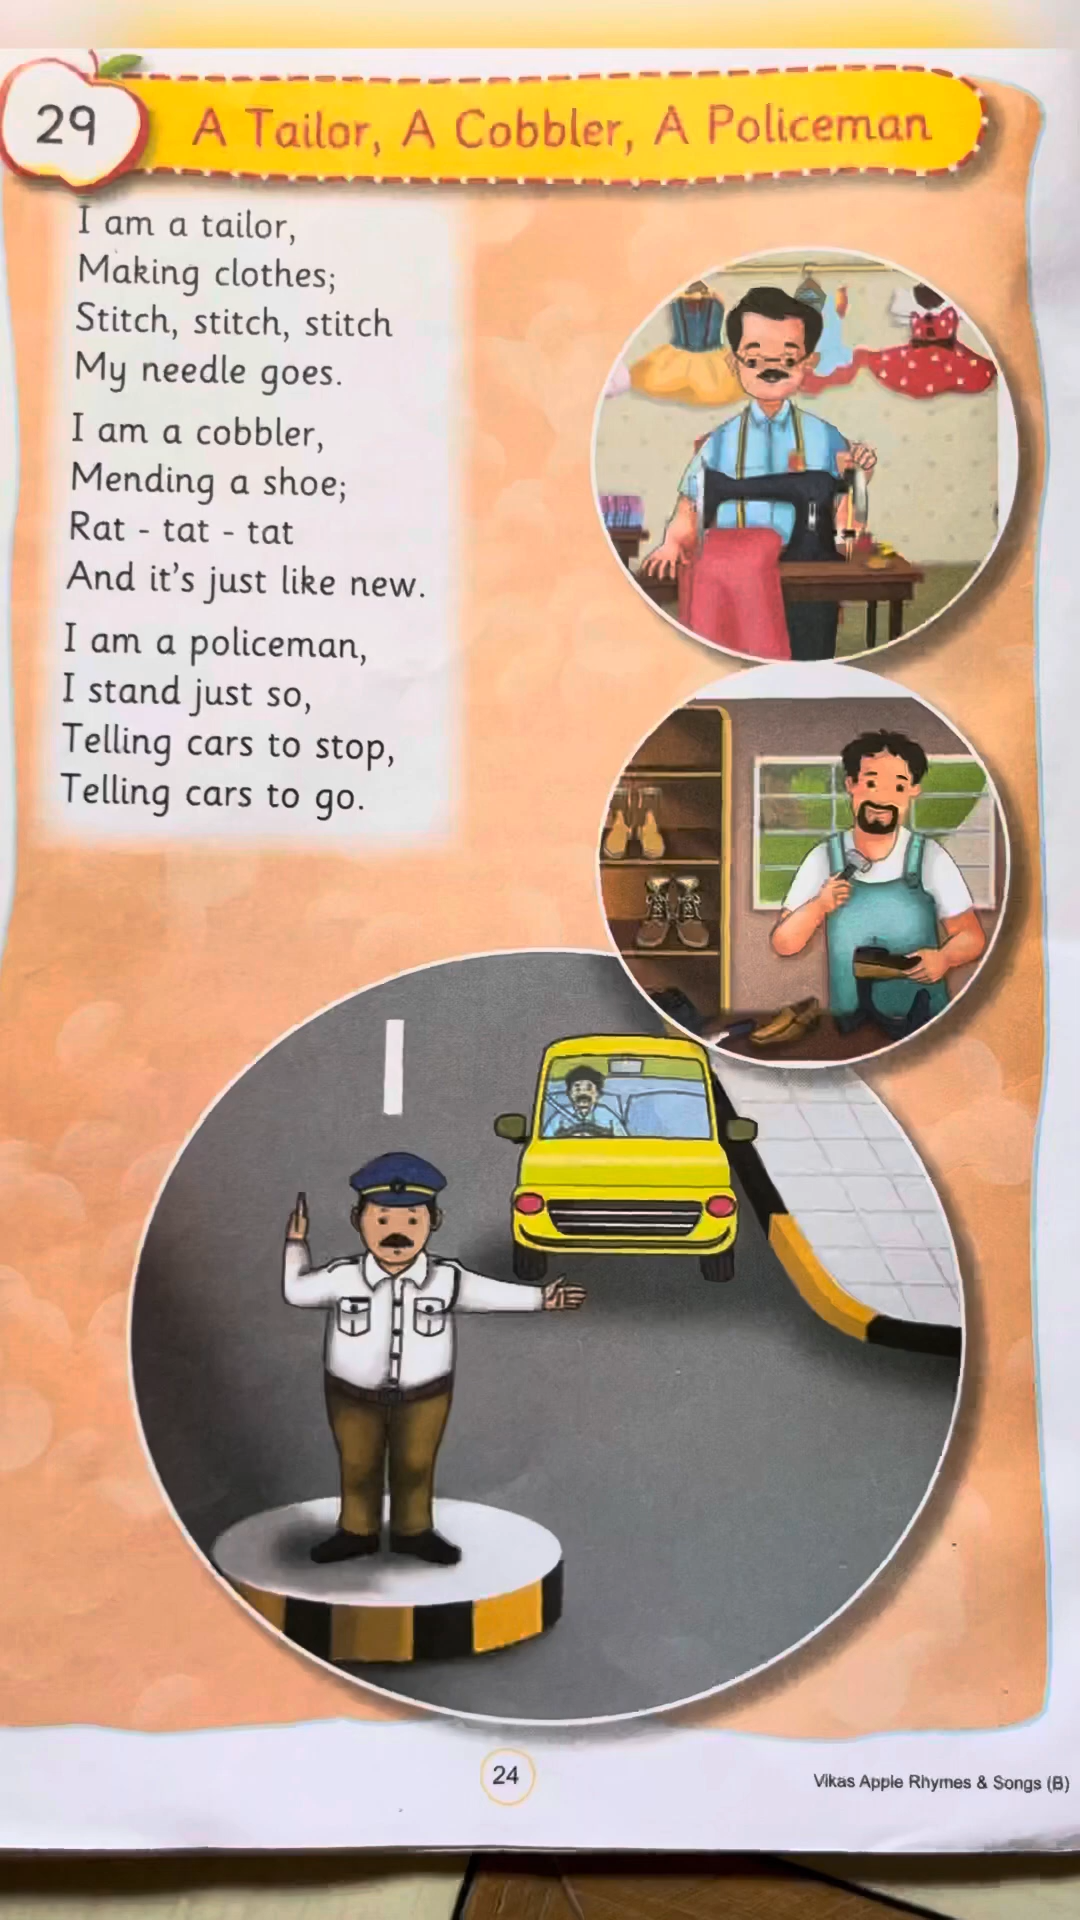 29
A Tailor, A Cobbler, A Policeman
I am a tailor,
Making clothes;
Stitch, stitch, stitch
My needle goes.
I am a cobbler,
Mending a shoe;
Rat - tat - tat
And it's just like new.
I am a policeman,
I stand just so,
Telling cars to stop,
Telling cars to go.
24
Vikas Apple Rhymes & Songs (B)